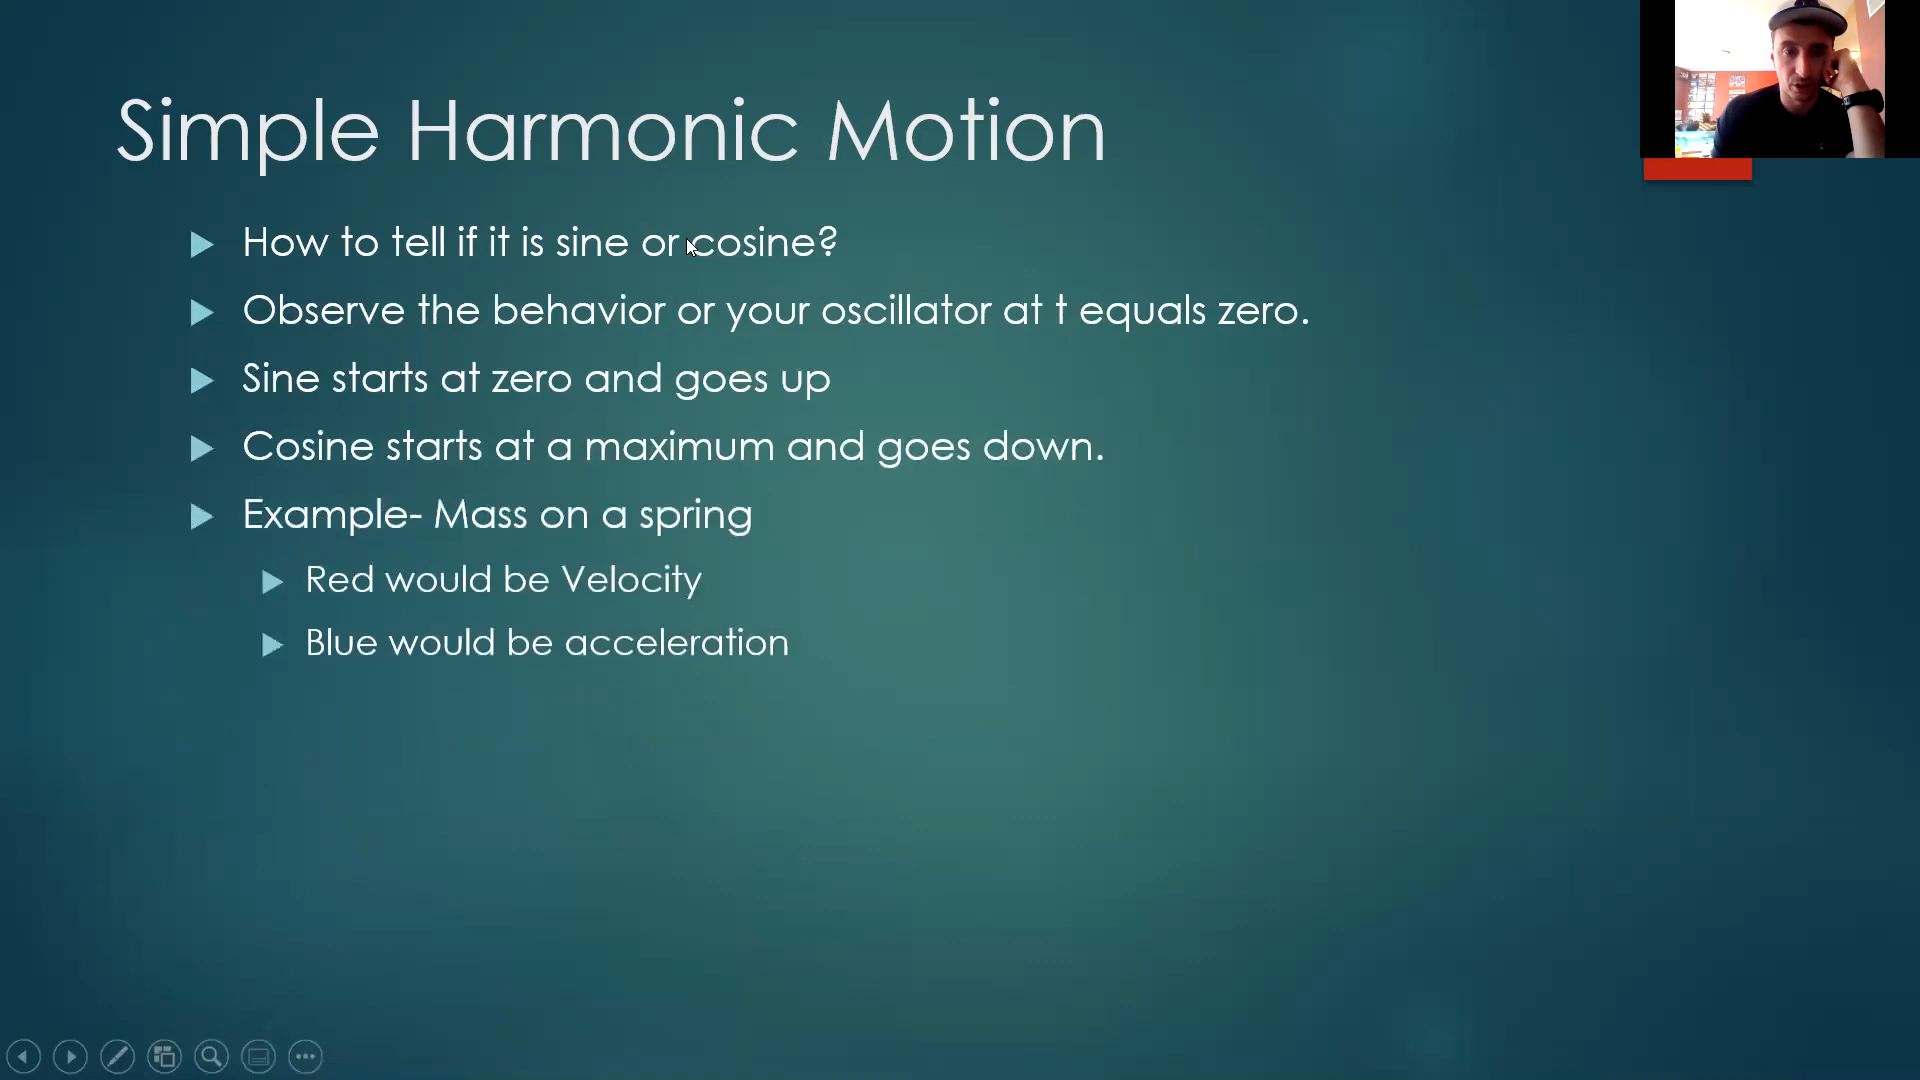 Simple Harmonic Motion
How to tell if it is sine or cosine?
Observe the behavior or your oscillator at t equals zero.
Sine starts at zero and goes up
Cosine starts at a maximum and goes down.
Example- Mass on a spring
Red would be Velocity
Blue would be acceleration